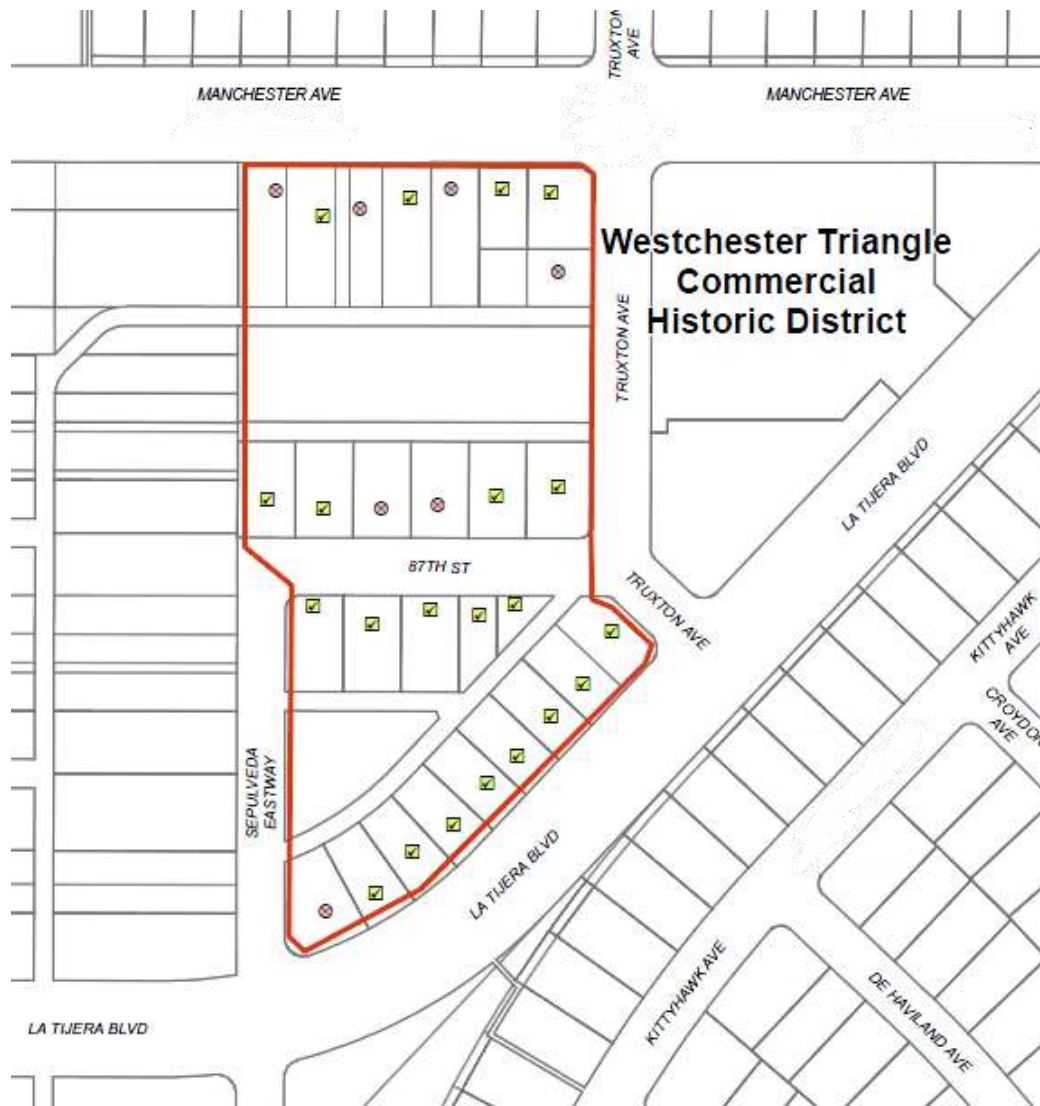 TRUXTON
AVE
MANCHESTER AVE
MANCHESTER AVE
Westchester Triangle
Commercial
Historic District
TRUXTON AVE
LA TIJERA BLVD
87TH ST
TRUXTON AVE
KITTYHAWK
AVE
CROYDON
AVE
SEPULVEDA
EASTWAY
LA TIJERA BLVD
KITTYHAWK AVE
DE HAVILAND AVE
LA TIJERA BLVD